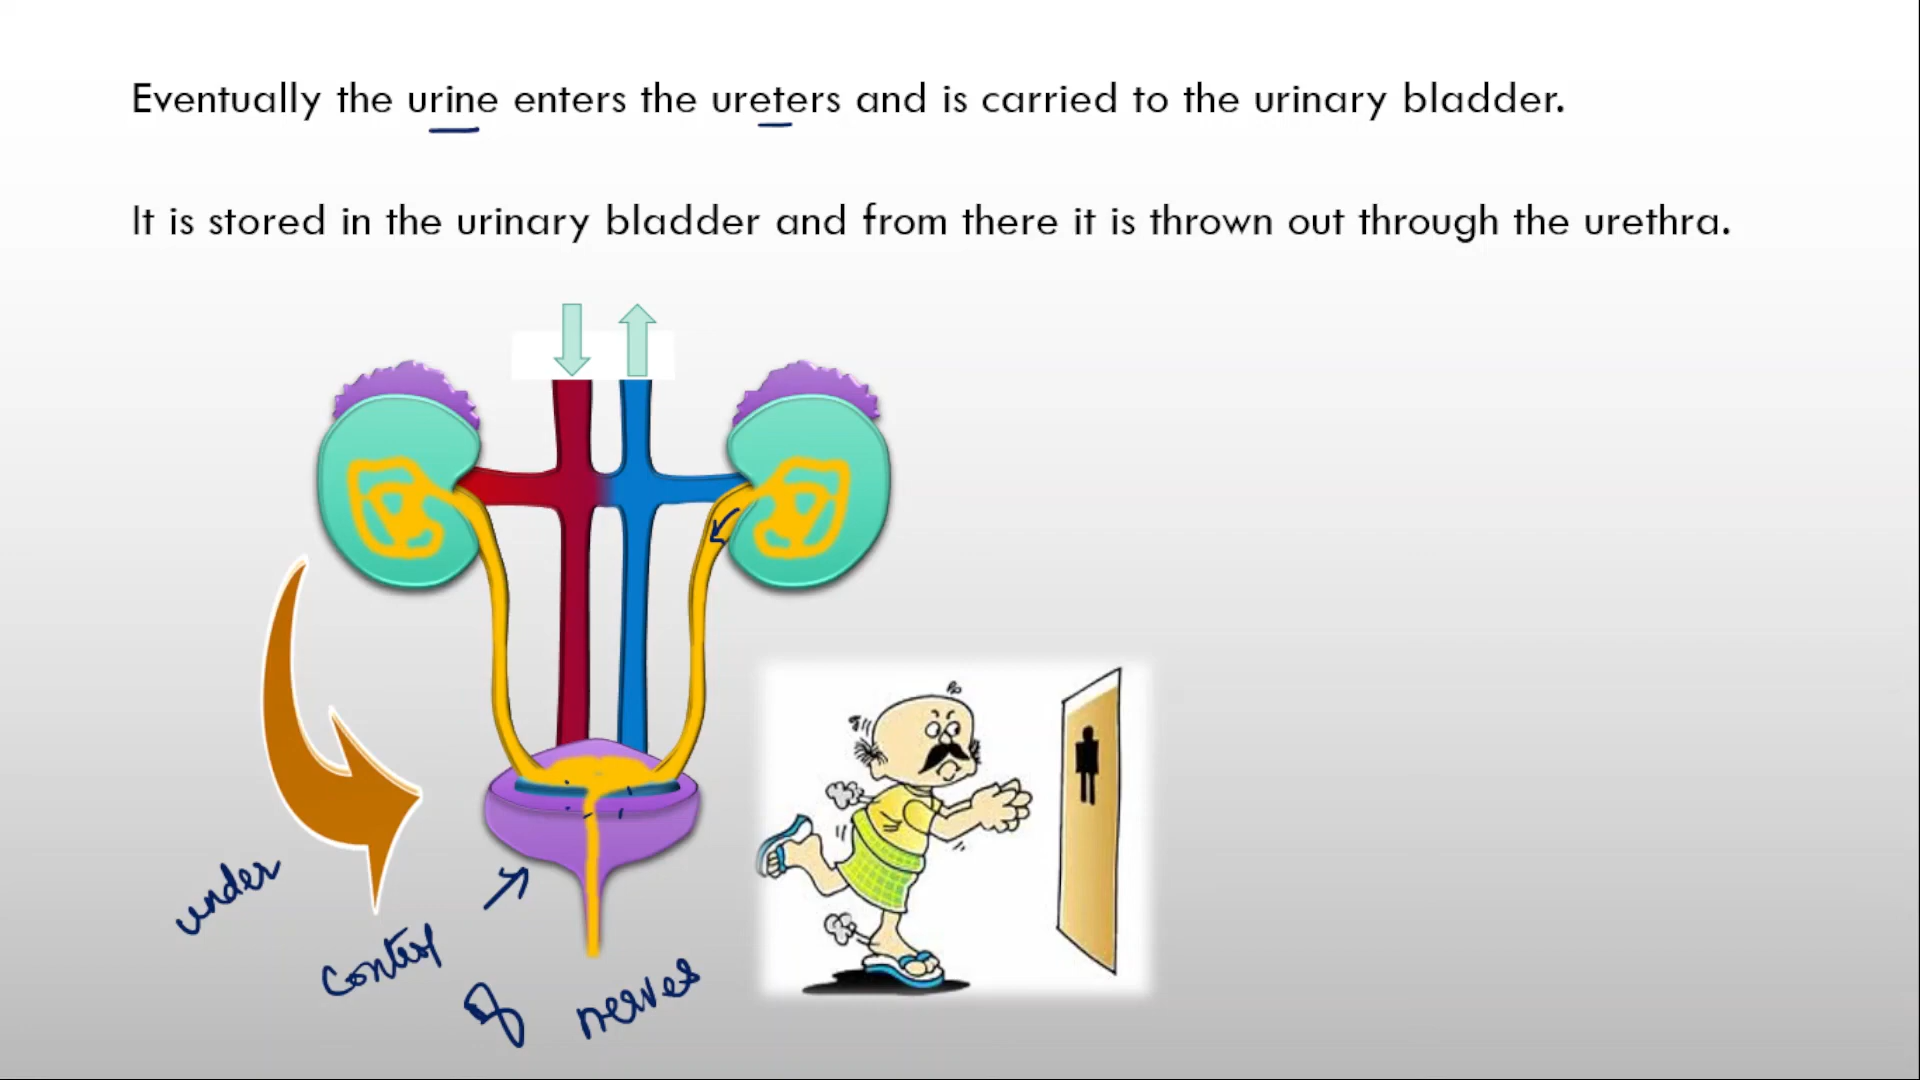 Eventually the urine enters the ureters and is carried to the urinary bladder.
It is stored in the urinary bladder and from there it is thrown out through the urethra.
under
control
of
nerves